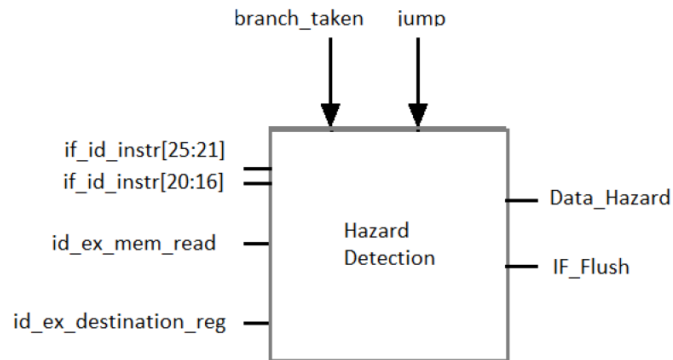 branch_taken jump
if_id_instr[25:21]
if_id_instr[20:16]
Data_Hazard
Hazard
Detection
id_ex_mem_read
IF_Flush
id_ex_destination_reg